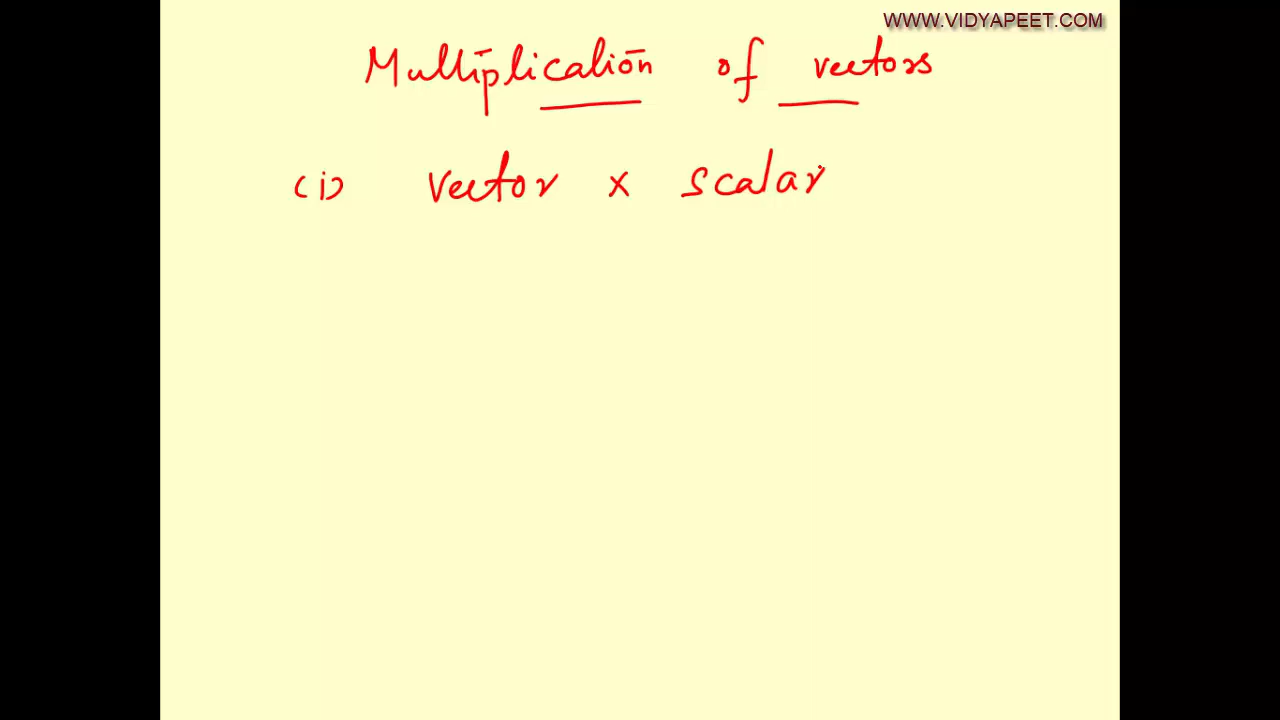 WWW.VIDYAPEET.COM
Multiplication of vectors
(i) vector x scalar